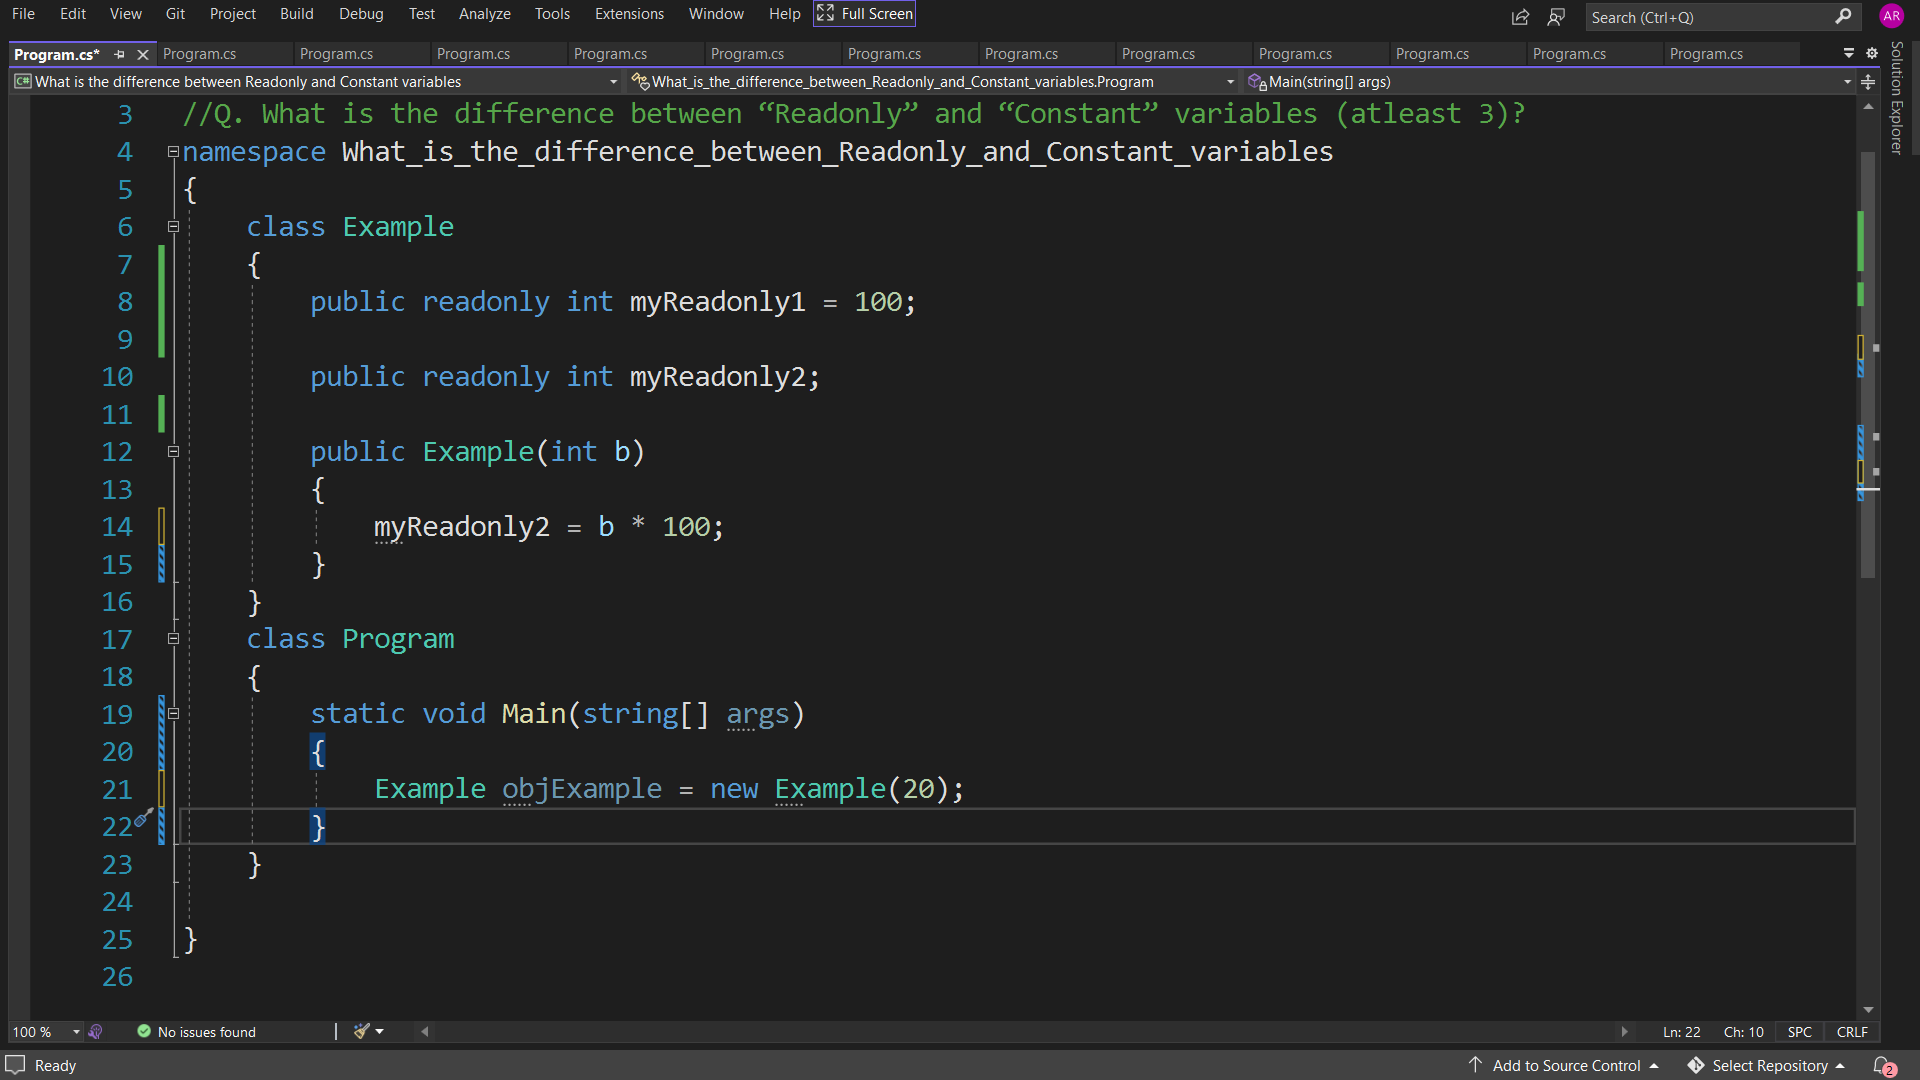 File Edit View Git Project Build Debug Test Analyze Tools Extensions Window Help Full Screen Search (Ctrl+Q) AR
Program.cs* Program.cs Program.cs Program.cs Program.cs Program.cs Program.cs Program.cs Program.cs Program.cs Program.cs Program.cs Program.cs
What is the difference between Readonly and Constant variables What_is_the_difference_between_Readonly_and_Constant_variables.Program Main(string[] args)
Solution Explorer
3 //Q. What is the difference between “Readonly” and “Constant” variables (atleast 3)?
4 namespace What_is_the_difference_between_Readonly_and_Constant_variables
5 {
6 class Example
7 {
8 public readonly int myReadonly1 = 100;
9
10 public readonly int myReadonly2;
11
12 public Example(int b)
13 {
14 myReadonly2 = b * 100;
15 }
16 }
17 class Program
18 {
19 static void Main(string[] args)
20 {
21 Example objExample = new Example(20);
22 }
23 }
24
25 }
26
100 % No issues found Ln: 22 Ch: 10 SPC CRLF
Ready Add to Source Control Select Repository 2